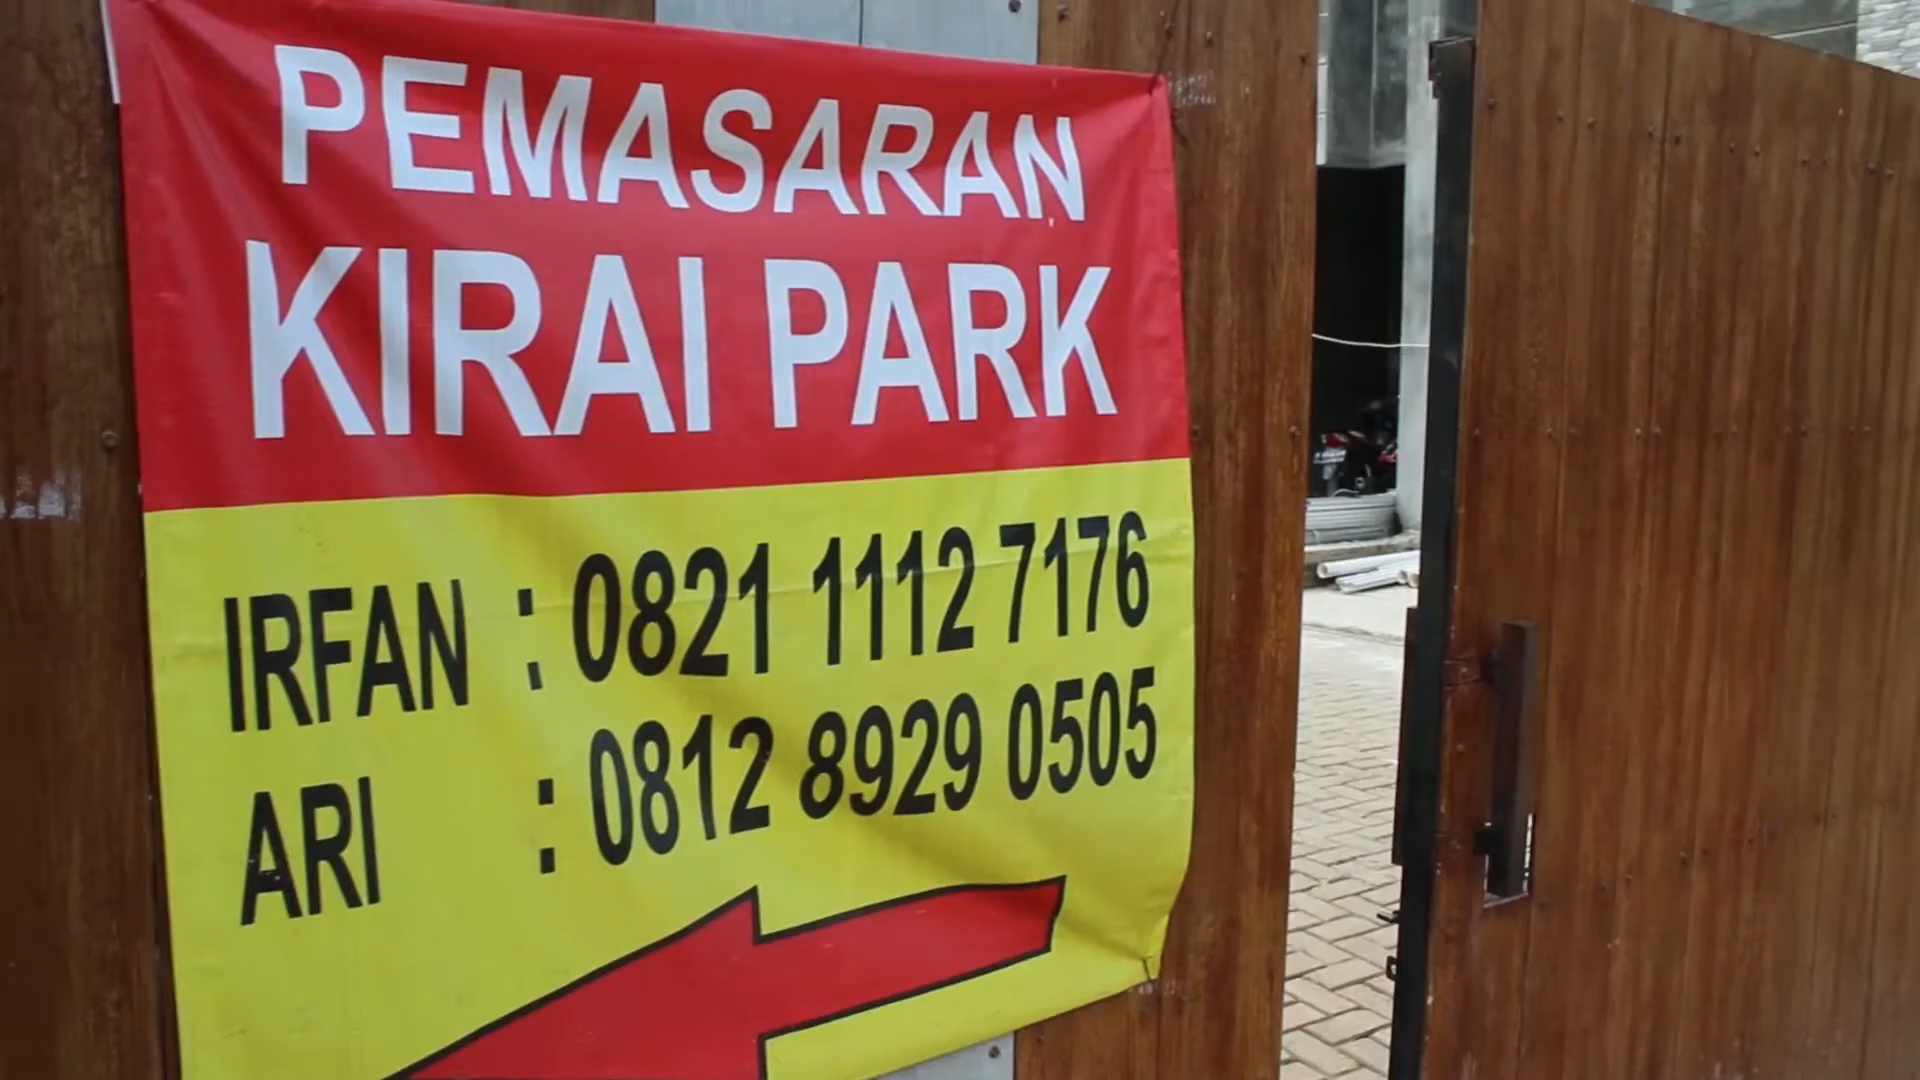 PEMASARAN
KIRAI PARK
IRFAN : 0821 1112 7176
ARI : 0812 8929 0505